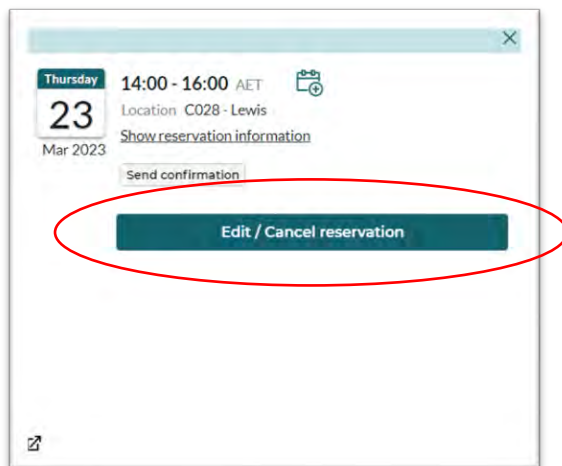 Thursday
23
Mar 2023
14:00 - 16:00 AET
Location C028 - Lewis
Show reservation information
Send confirmation
Edit / Cancel reservation